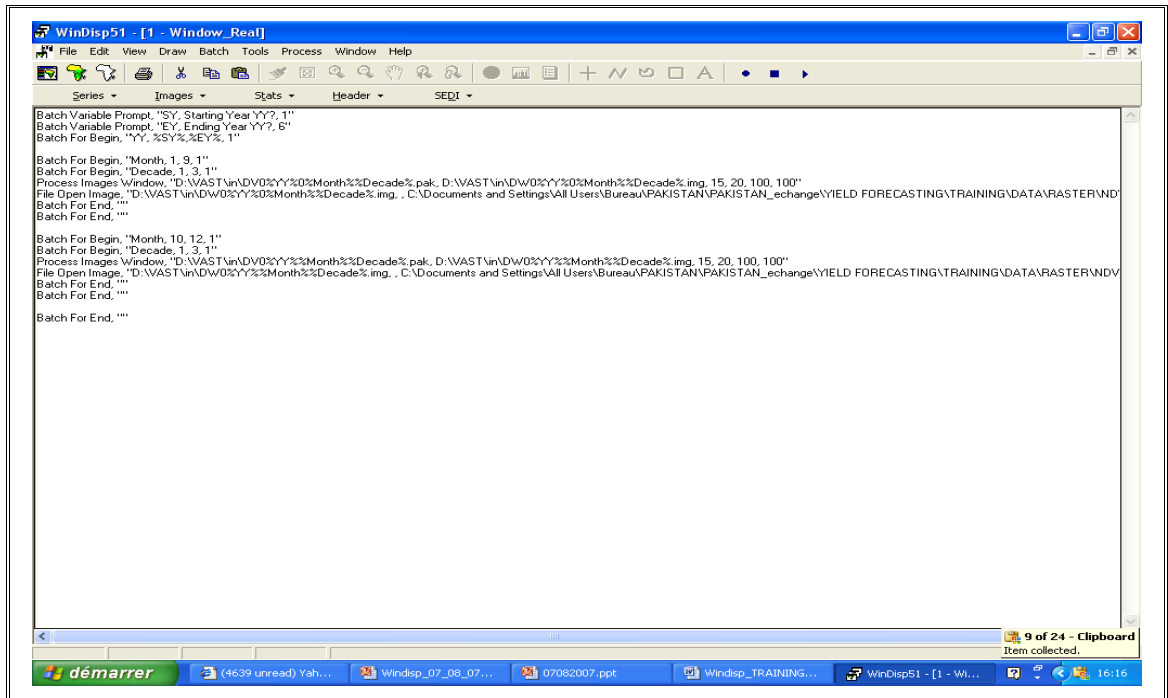 WinDisp51 - [1 - Window_Real]
File Edit View Draw Batch Tools Process Window Help
Series Images Stats Header SEDI
Batch Variable Prompt, "SY, Starting Year YY?, 1"
Batch Variable Prompt, "EY, Ending Year YY?, 6"
Batch For Begin, "YY, %SY%,%EY%, 1"
Batch For Begin, "Month, 1, 9, 1"
Batch For Begin, "Decade, 1, 3, 1"
Process Images Window, "D:\VAST\in\DV0%YY%0%Month%%Decade%.pak, D:\VAST\in\DW0%YY%0%Month%%Decade%.img, 15, 20, 100, 100"
File Open Image, "D:\VAST\in\DW0%YY%0%Month%%Decade%.img, , C:\Documents and Settings\All Users\Bureau\PAKISTAN\PAKISTAN_echange\YIELD FORECASTING\TRAINING\DATA\RASTER\ND
Batch For End, ""
Batch For End, ""
Batch For Begin, "Month, 10, 12, 1"
Batch For Begin, "Decade, 1, 3, 1"
Process Images Window, "D:\VAST\in\DV0%YY%%Month%%Decade%.pak, D:\VAST\in\DW0%YY%%Month%%Decade%.img, 15, 20, 100, 100"
File Open Image, "D:\VAST\in\DW0%YY%%Month%%Decade%.img, , C:\Documents and Settings\All Users\Bureau\PAKISTAN\PAKISTAN_echange\YIELD FORECASTING\TRAINING\DATA\RASTER\NDV
Batch For End, ""
Batch For End, ""
Batch For End, ""
9 of 24 - Clipboard
Item collected.
démarrer (4639 unread) Yah... Windisp_07_08_07... 07082007.ppt Windisp_TRAINING... WinDisp51 - [1 - Wi... 16:16